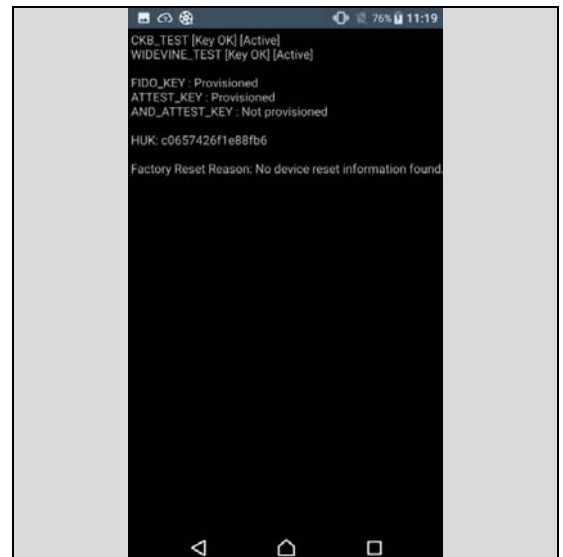 76% 11:19
CKB_TEST [Key OK] [Active]
WIDEVINE_TEST [Key OK] [Active]
FIDO_KEY : Provisioned
ATTEST_KEY : Provisioned
AND_ATTEST_KEY : Not provisioned
HUK: c0657426f1e88fb6
Factory Reset Reason: No device reset information found.